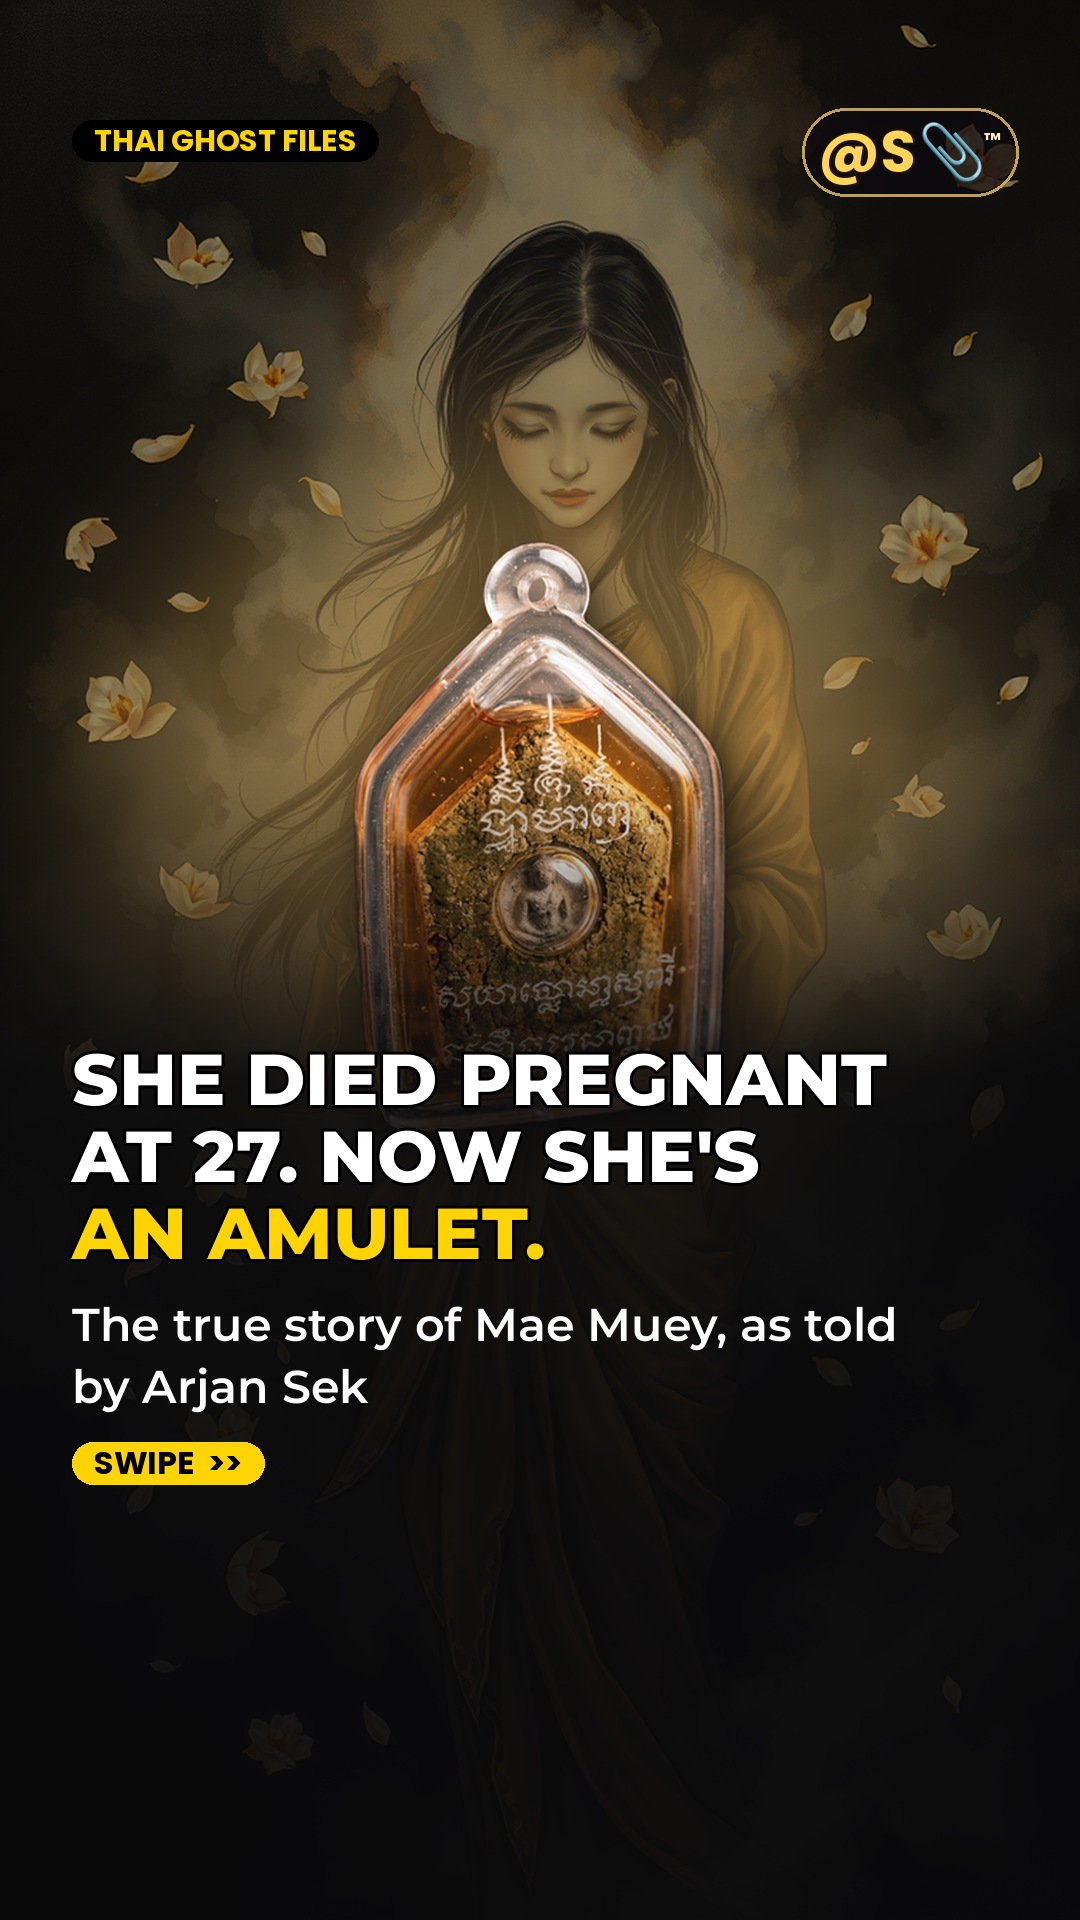 THAI GHOST FILES
@S📎™
SHE DIED PREGNANT
AT 27. NOW SHE'S
AN AMULET.
The true story of Mae Muey, as told
by Arjan Sek
SWIPE >>